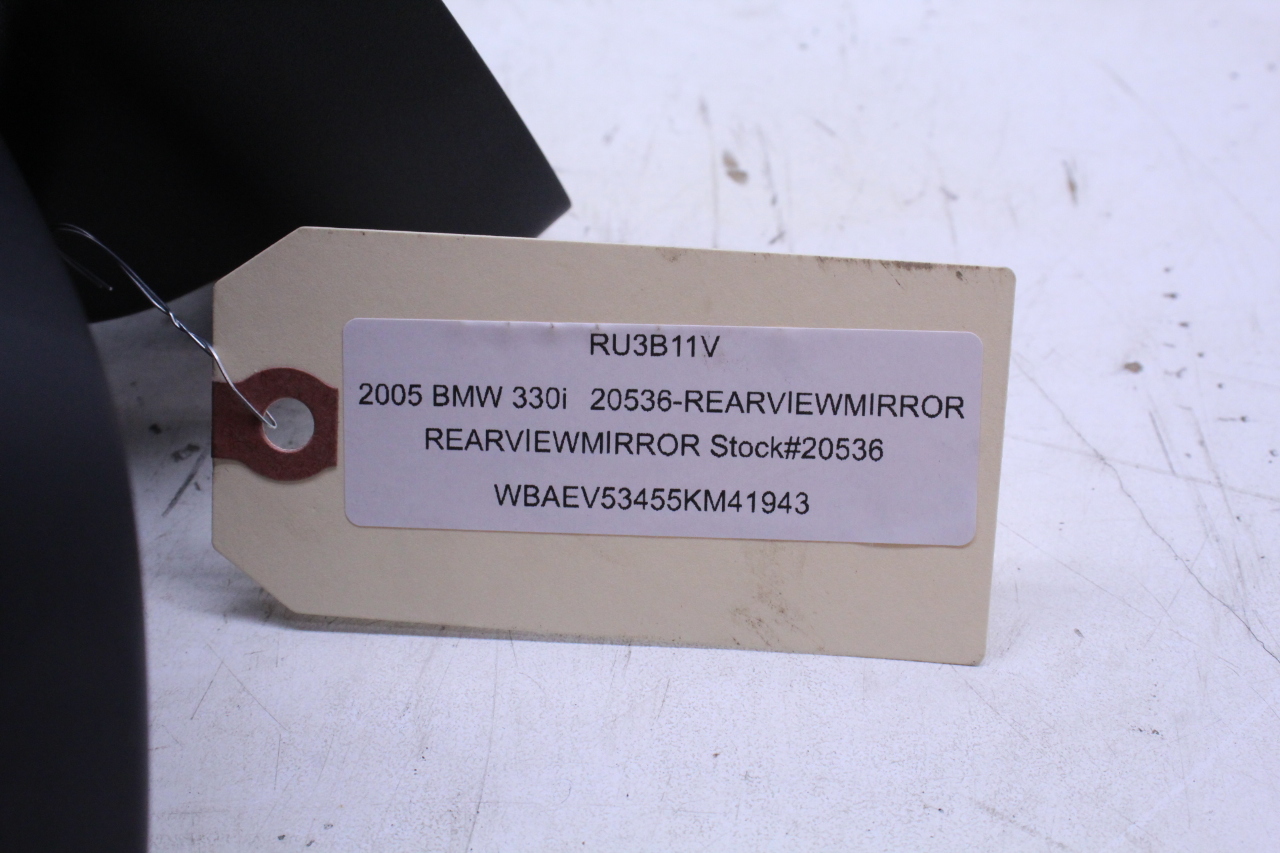 RU3B11V
2005 BMW 330i 20536-REARVIEWMIRROR
REARVIEWMIRROR Stock#20536
WBAEV53455KM41943